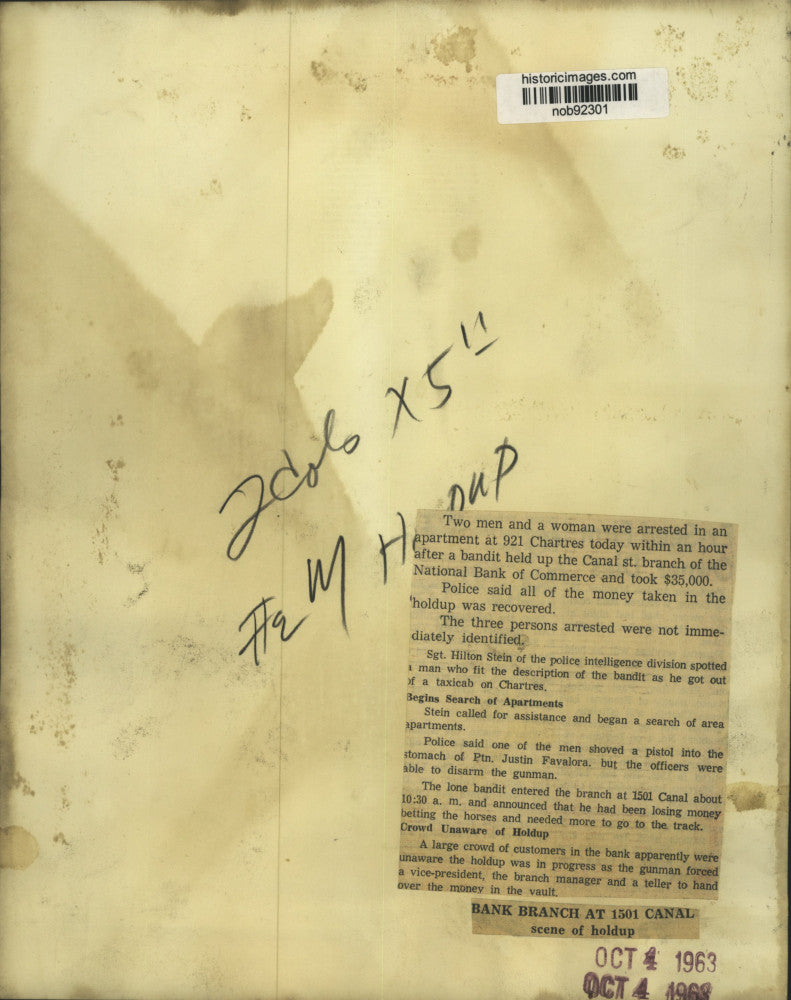 historicimages.com
nob92301
2cols x 5"
HOLDUP
Two men and a woman were arrested in an
apartment at 921 Chartres today within an hour
after a bandit held up the Canal st. branch of the
National Bank of Commerce and took $35,000.
Police said all of the money taken in the
holdup was recovered.
The three persons arrested were not imme-
diately identified.
Sgt. Hilton Stein of the police intelligence division spotted
a man who fit the description of the bandit as he got out
of a taxicab on Chartres.
Begins Search of Apartments
Stein called for assistance and began a search of area
apartments.
Police said one of the men shoved a pistol into the
stomach of Ptn. Justin Favalora, but the officers were
able to disarm the gunman.
The lone bandit entered the branch at 1501 Canal about
10:30 a. m. and announced that he had been losing money
betting the horses and needed more to go to the track.
Crowd Unaware of Holdup
A large crowd of customers in the bank apparently were
unaware the holdup was in progress as the gunman forced
a vice-president, the branch manager and a teller to hand
over the money in the vault.
BANK BRANCH AT 1501 CANAL
scene of holdup
OCT 4 1963
OCT 4 1963